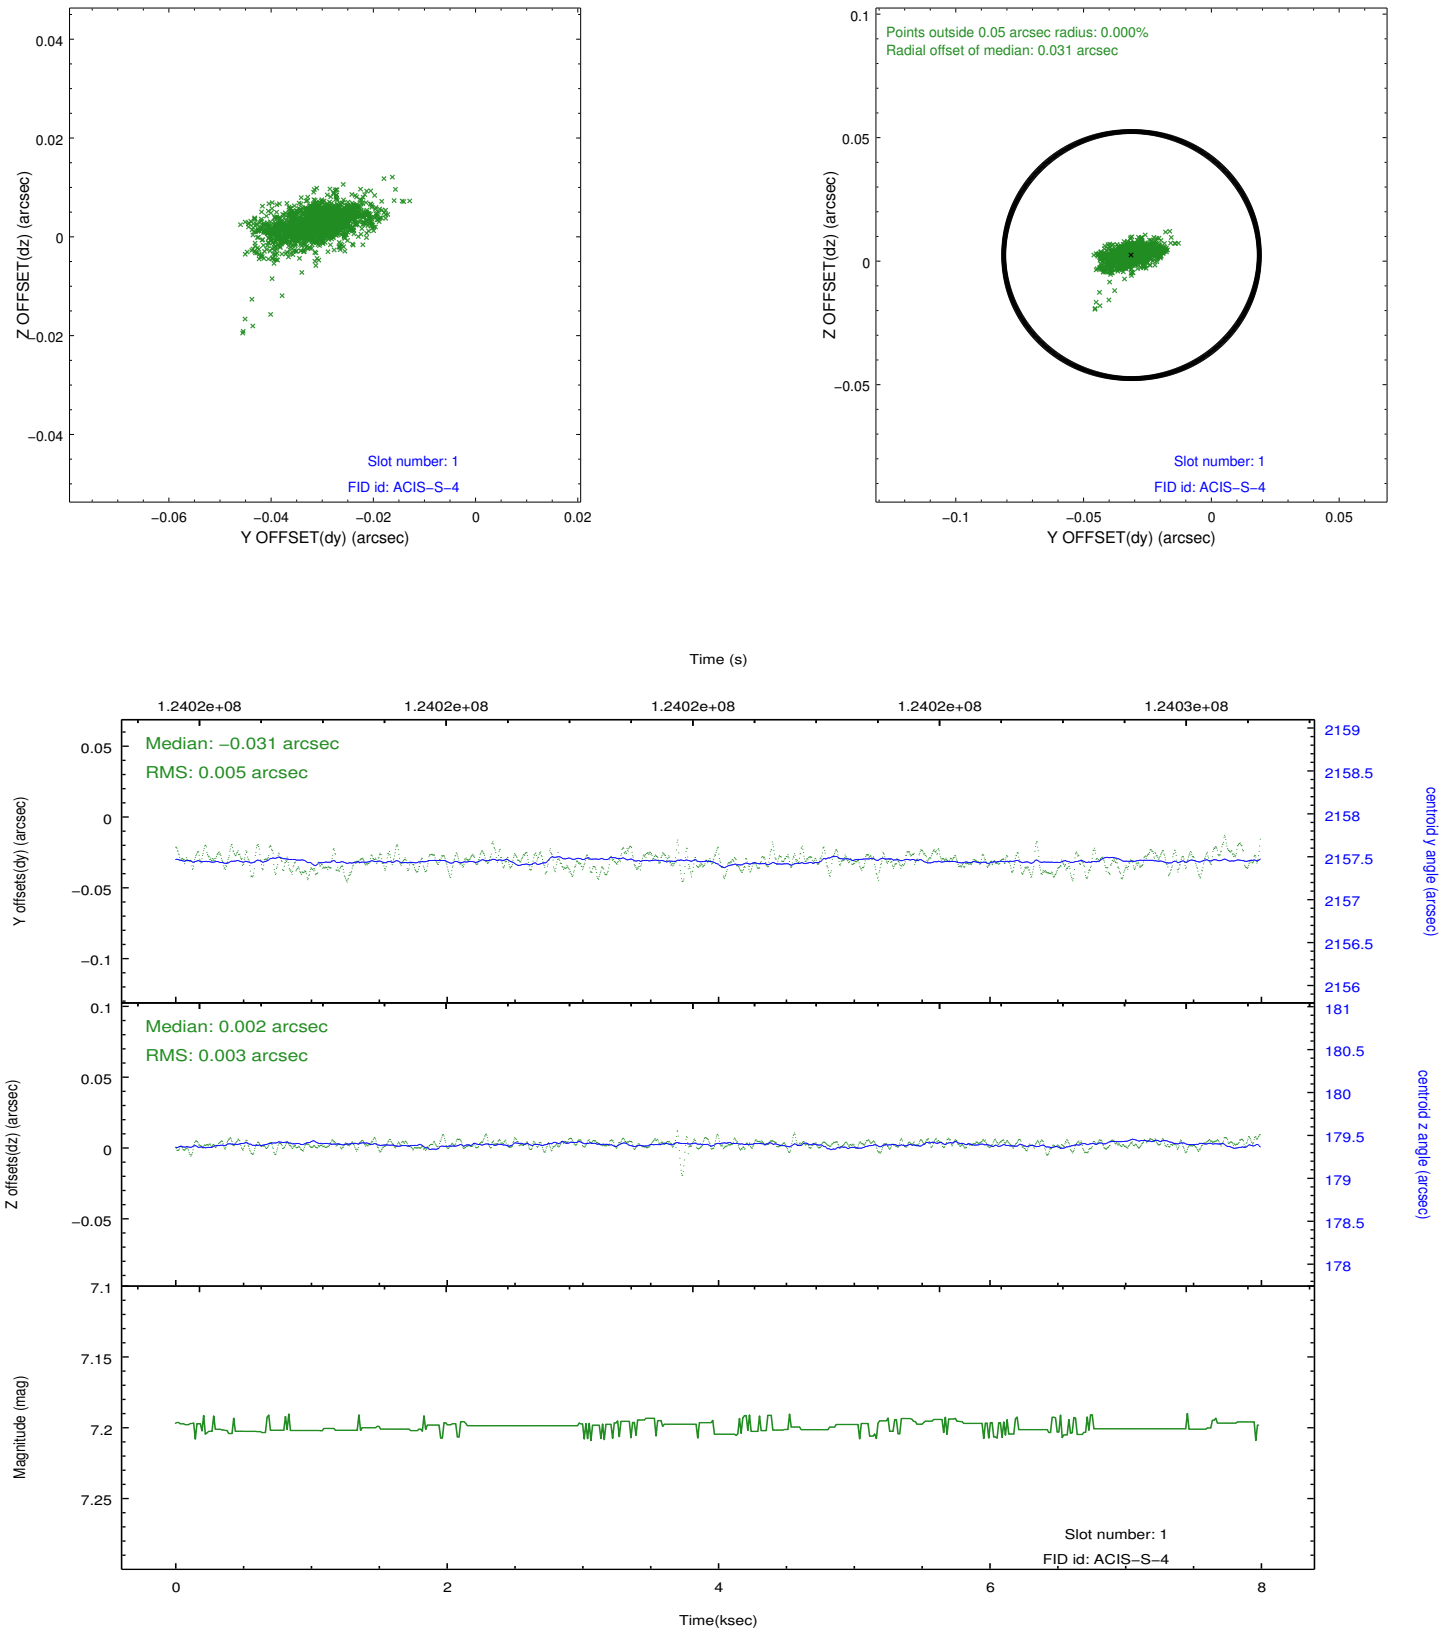 0.04
0.02
0
−0.02
−0.04
Z OFFSET(dz) (arcsec)
Slot number: 1
FID id: ACIS−S−4
−0.06
−0.04
−0.02
0
0.02
Y OFFSET(dy) (arcsec)
0.1
0.05
0
−0.05
Z OFFSET(dz) (arcsec)
Points outside 0.05 arcsec radius: 0.000%
Radial offset of median: 0.031 arcsec
Slot number: 1
FID id: ACIS−S−4
−0.1
−0.05
0
0.05
Y OFFSET(dy) (arcsec)
Time (s)
1.2402e+08
1.2402e+08
1.2402e+08
1.2402e+08
1.2403e+08
Median: −0.031 arcsec
RMS: 0.005 arcsec
0.05
0
−0.05
−0.1
Y offsets(dy) (arcsec)
2159
2158.5
2158
2157.5
2157
2156.5
2156
centroid y angle (arcsec)
Median: 0.002 arcsec
RMS: 0.003 arcsec
0.1
0.05
0
−0.05
Z offsets(dz) (arcsec)
181
180.5
180
179.5
179
178.5
178
centroid z angle (arcsec)
7.1
7.15
7.2
7.25
Magnitude (mag)
Slot number: 1
FID id: ACIS−S−4
0
2
4
6
8
Time(ksec)